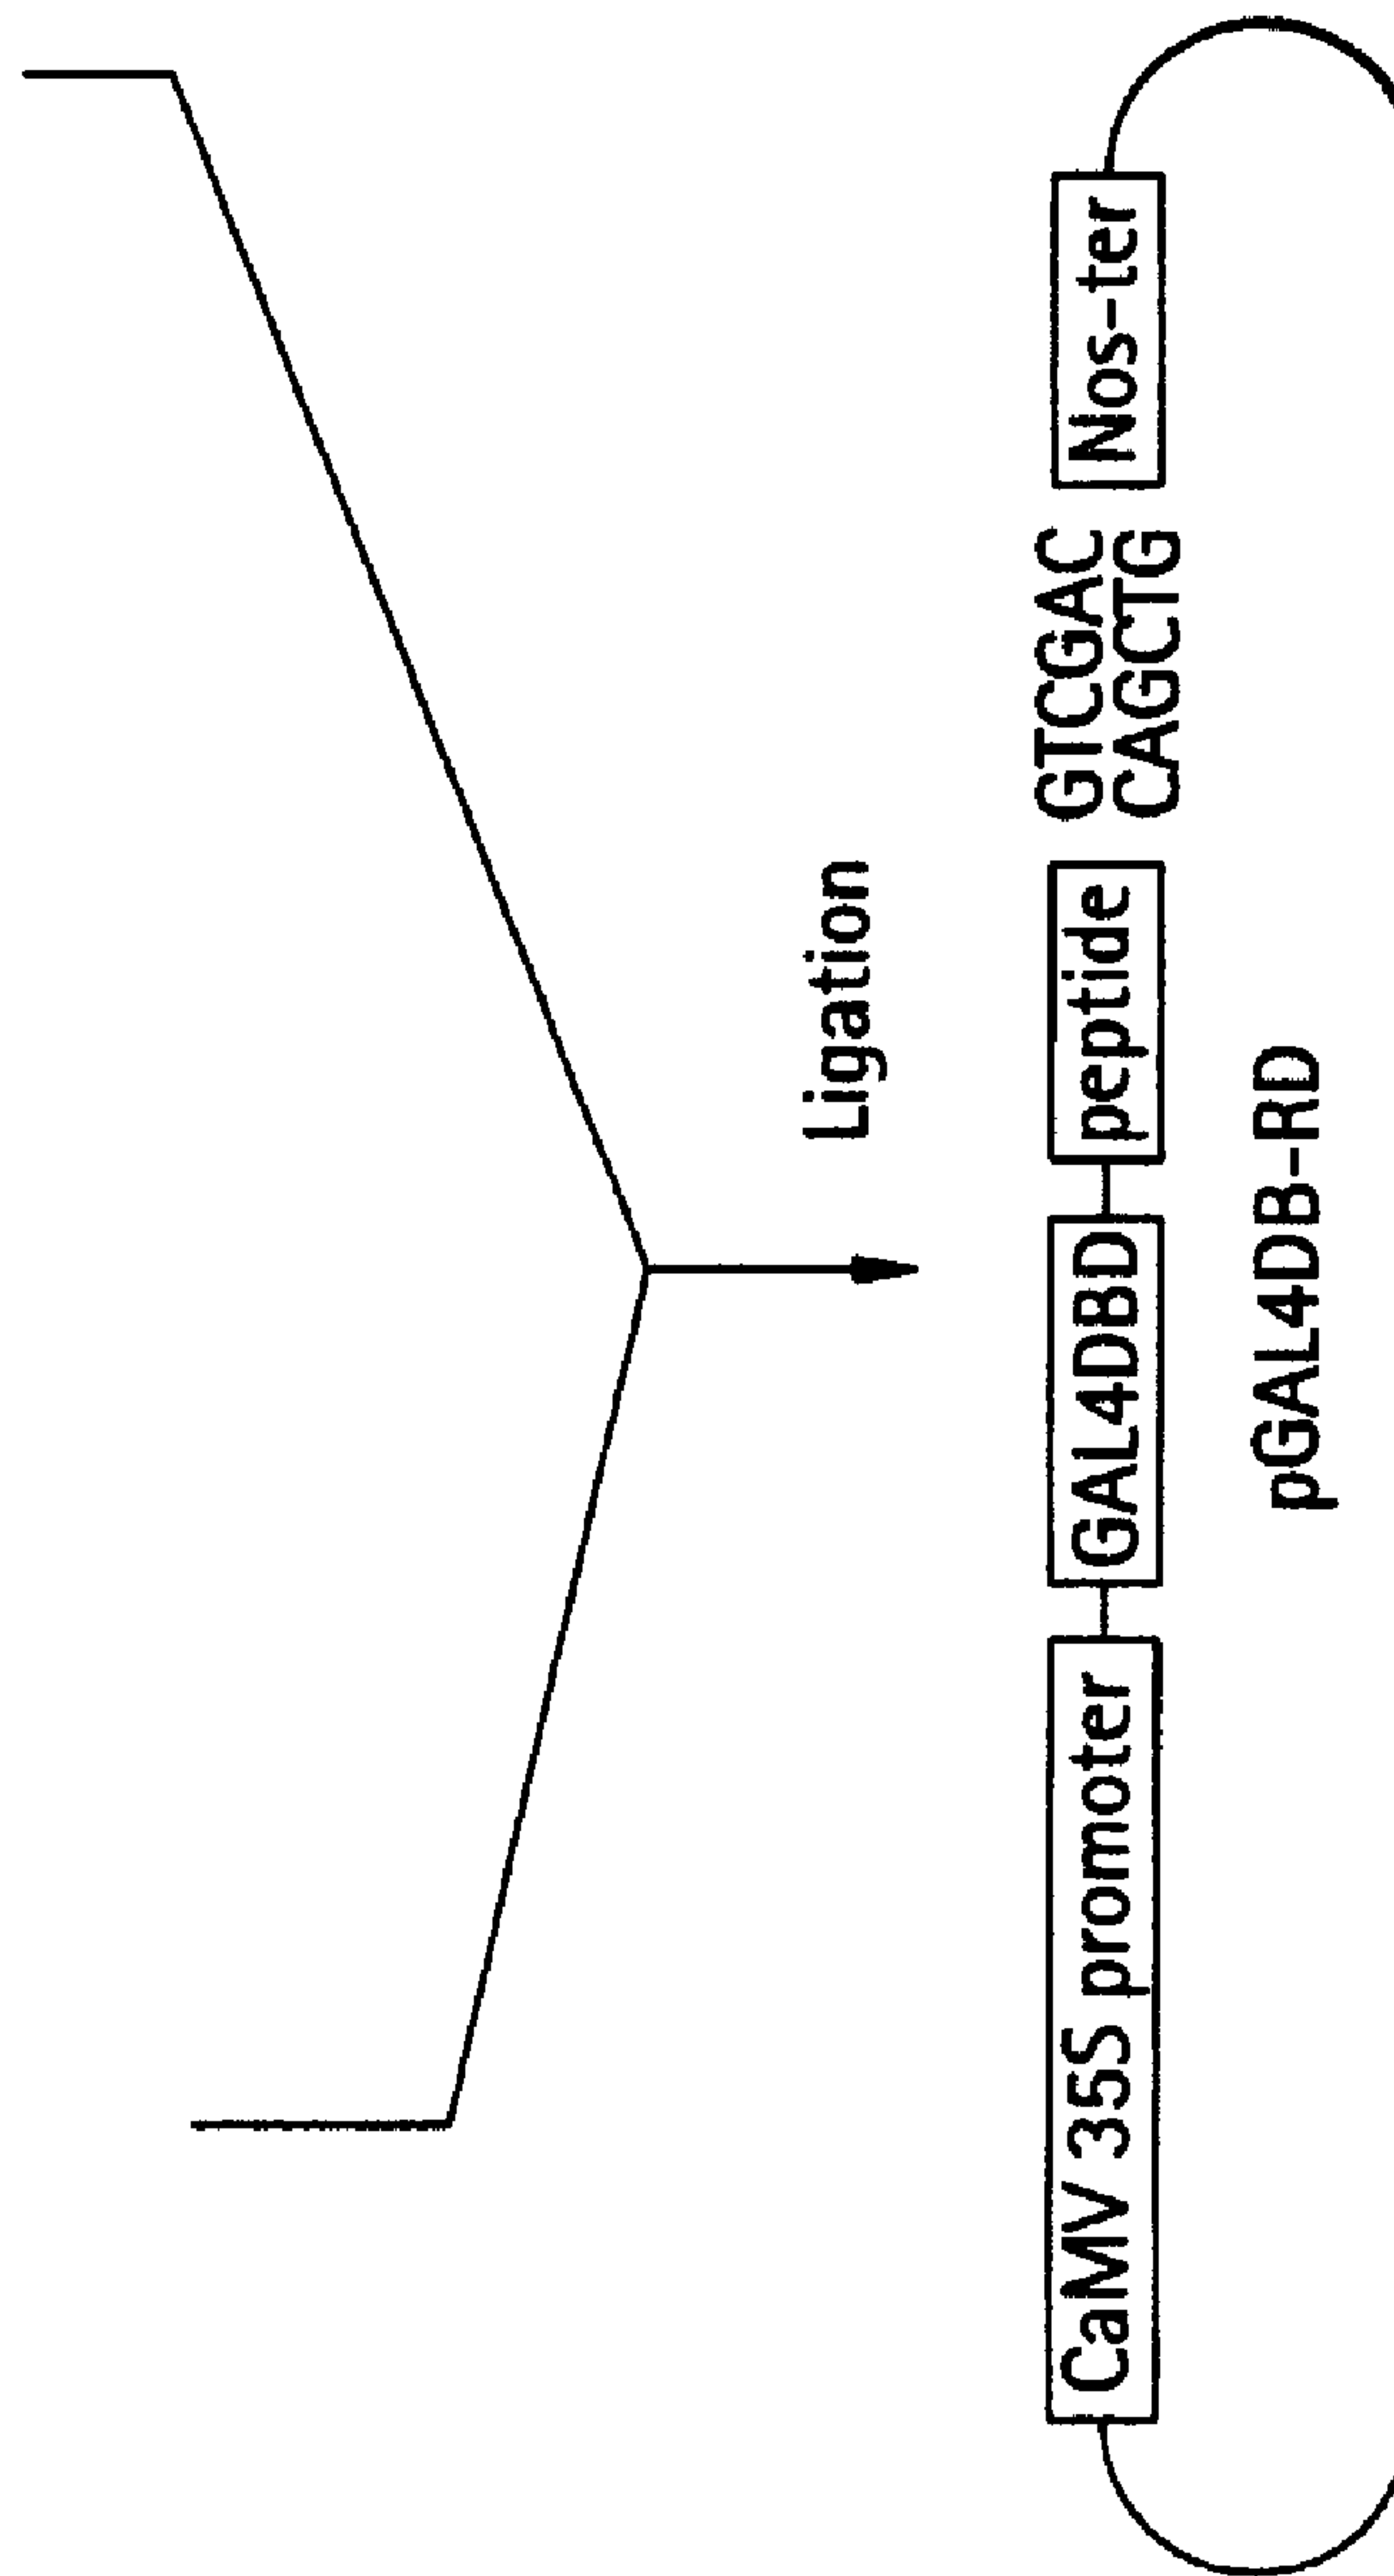 Ligation
CaMV 35S promoter GAL4DBD peptide GTCGAC Nos-ter
CAGCTG
pGAL4DB-RD